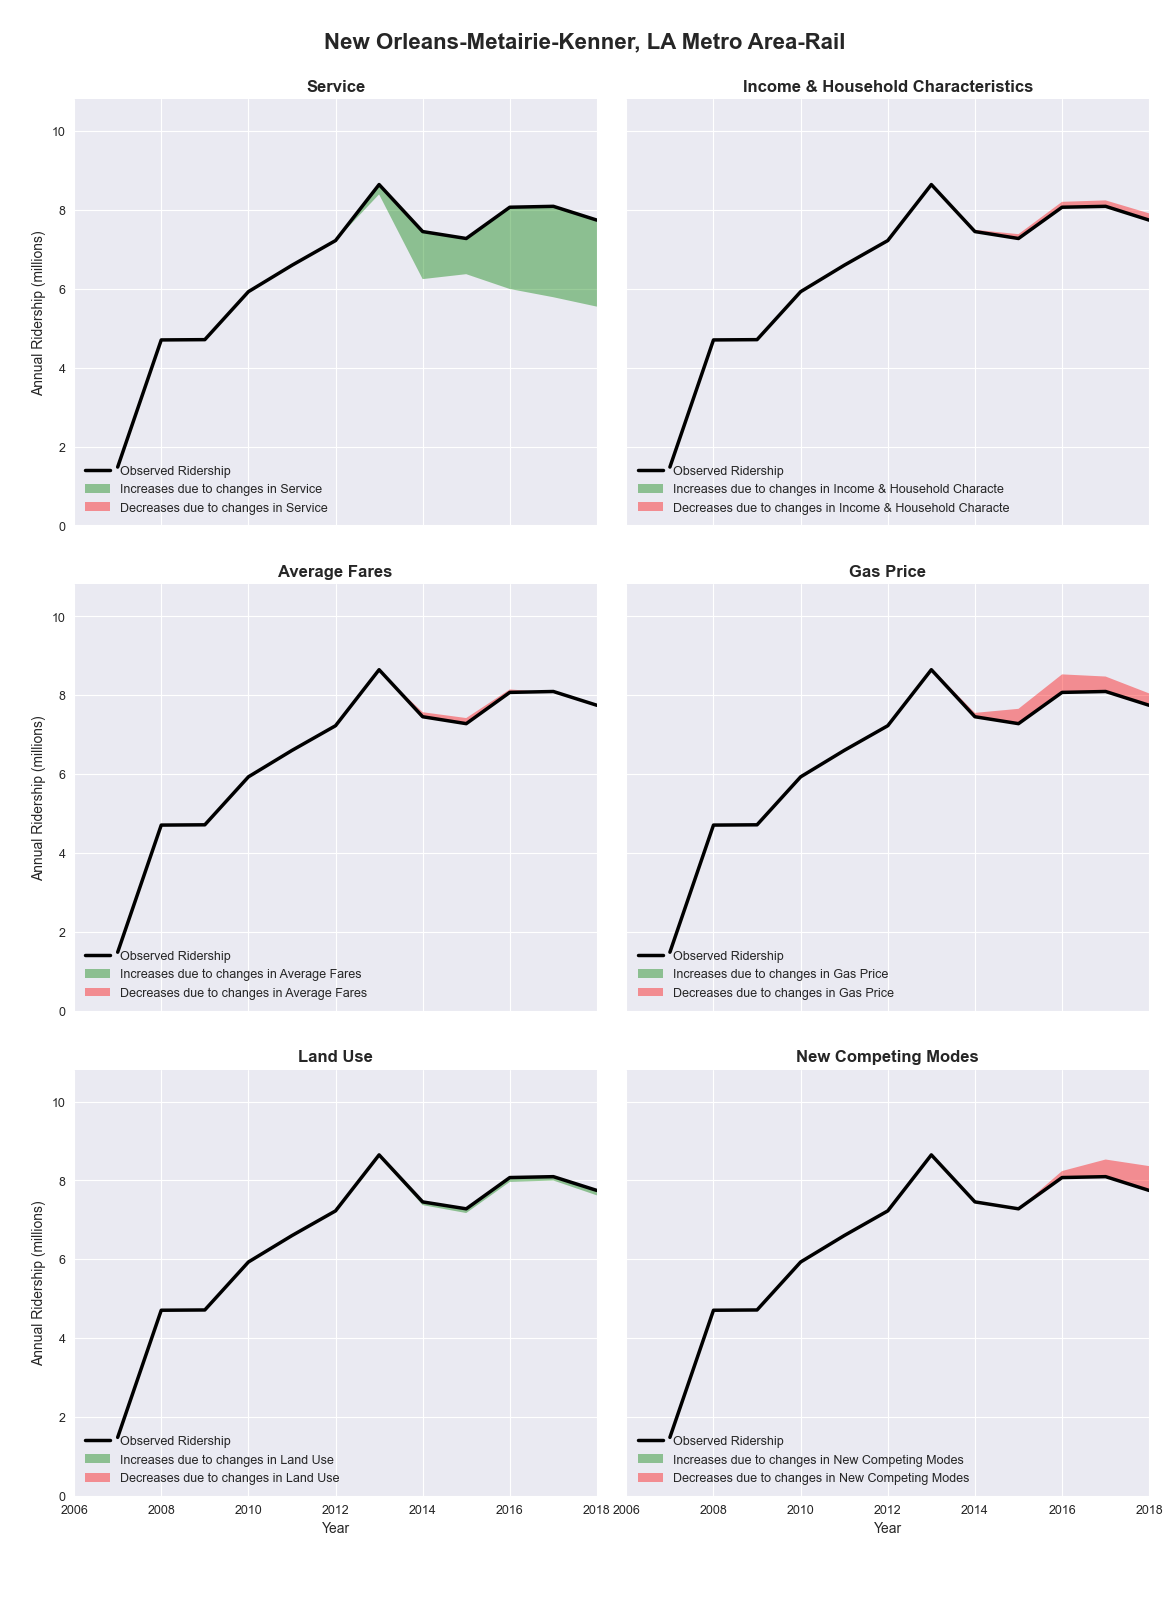 New Orleans-Metairie-Kenner, LA Metro Area-Rail
Service
Income & Household Characteristics
10
8
6
4
2
0
Annual Ridership (millions)
Observed Ridership
Increases due to changes in Service
Decreases due to changes in Service
Observed Ridership
Increases due to changes in Income & Household Characte
Decreases due to changes in Income & Household Characte
Average Fares
Gas Price
10
8
6
4
2
0
Annual Ridership (millions)
Observed Ridership
Increases due to changes in Average Fares
Decreases due to changes in Average Fares
Observed Ridership
Increases due to changes in Gas Price
Decreases due to changes in Gas Price
Land Use
New Competing Modes
10
8
6
4
2
0
Annual Ridership (millions)
Observed Ridership
Increases due to changes in Land Use
Decreases due to changes in Land Use
Observed Ridership
Increases due to changes in New Competing Modes
Decreases due to changes in New Competing Modes
2006 2008 2010 2012 2014 2016 2018
2006 2008 2010 2012 2014 2016 2018
Year
Year